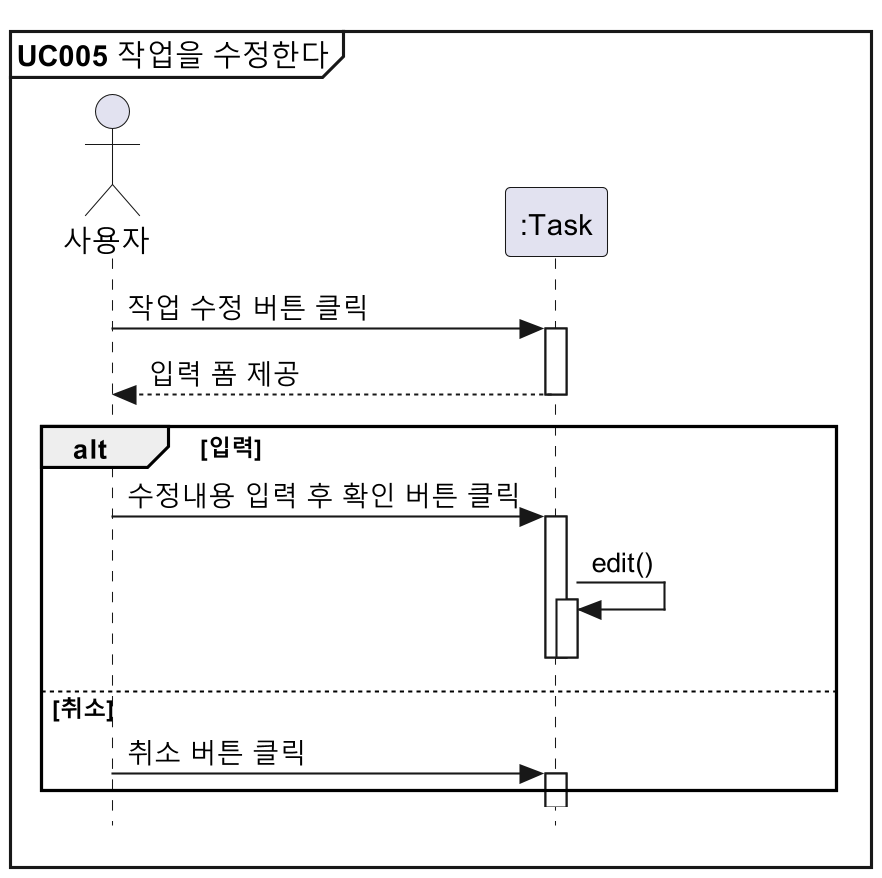 UC005 작업을 수정한다
사용자
:Task
작업 수정 버튼 클릭
입력 폼 제공
alt [입력]
수정내용 입력 후 확인 버튼 클릭
edit()
[취소]
취소 버튼 클릭